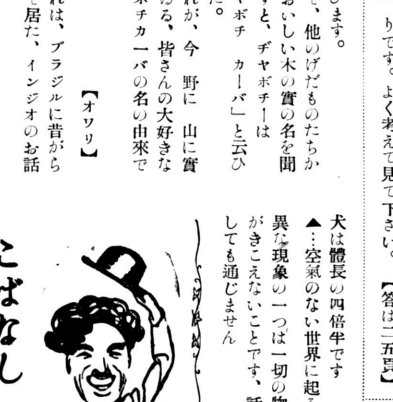 りです。よく考えて見て下さい。 【答は二五頁】
します。
、他のげだものたちか
おいしい木の實の名を聞
すと、ヂャボチーは
ヤボチ カーバ」と云ひ
た。
れが、今 野に 山に實
る、皆さんの大好きな
ボチカーバの名の由來で
【オワリ】
れは、ブラジルに昔から
居た、インジオのお話
犬は體長の四倍半です
▲…空氣のない世界に起る
異な現象の一つは一切の物
がきこえないことです、話
しても通じません
こばなし